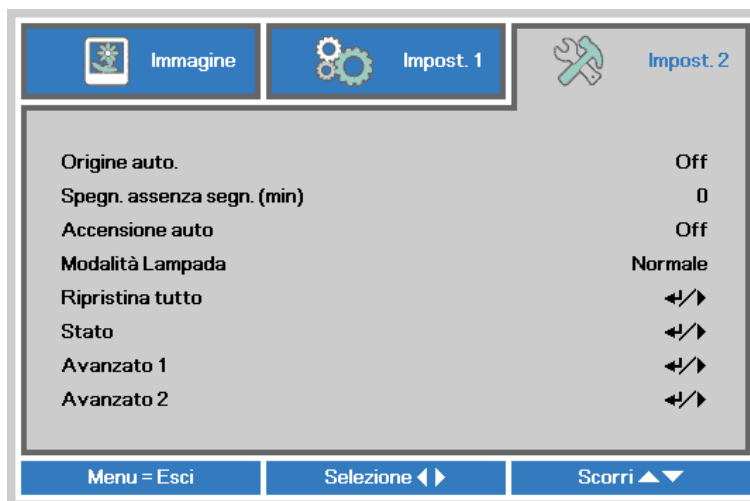 Immagine
Impost. 1
Impost. 2
Origine auto. Off
Spegn. assenza segn. (min) 0
Accensione auto Off
Modalità Lampada Normale
Ripristina tutto
Stato
Avanzato 1
Avanzato 2
Menu = Esci
Selezione
Scorri